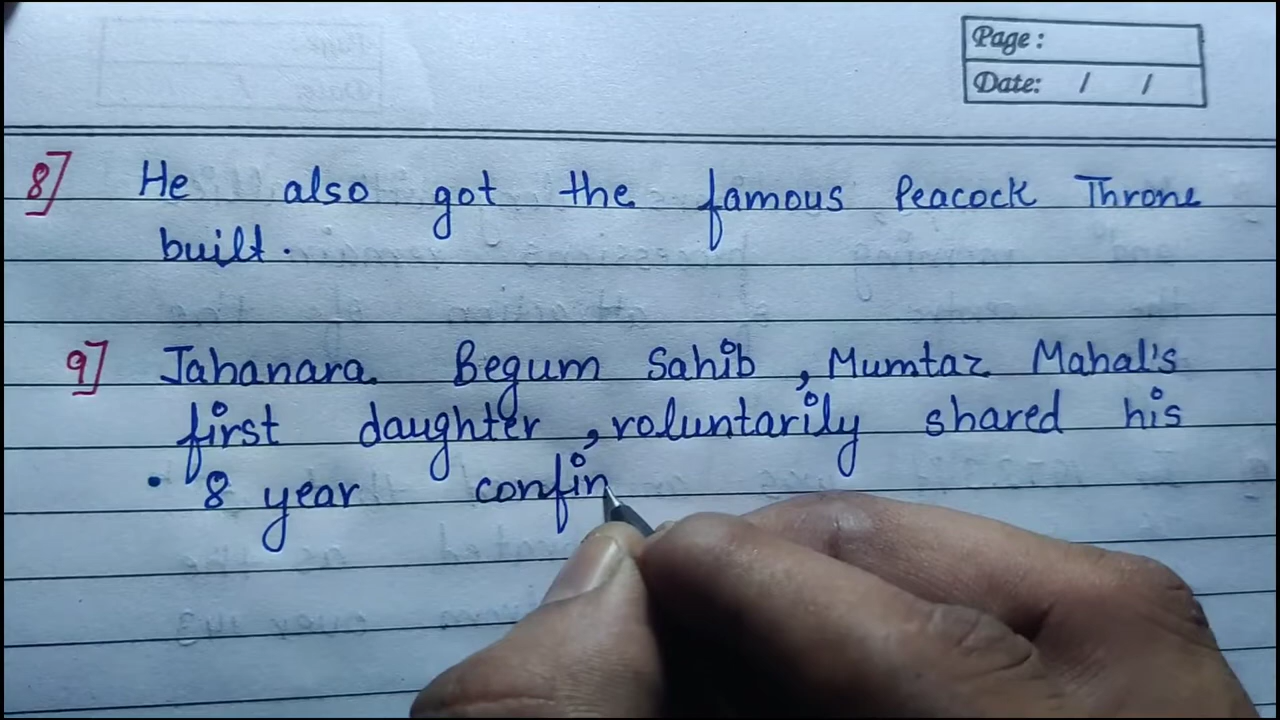 Page:
Date: / /
8] He also got the famous Peacock Throne
built.
9] Jahanara Begum Sahib, Mumtaz Mahal's
first daughter, voluntarily shared his
8 year confin